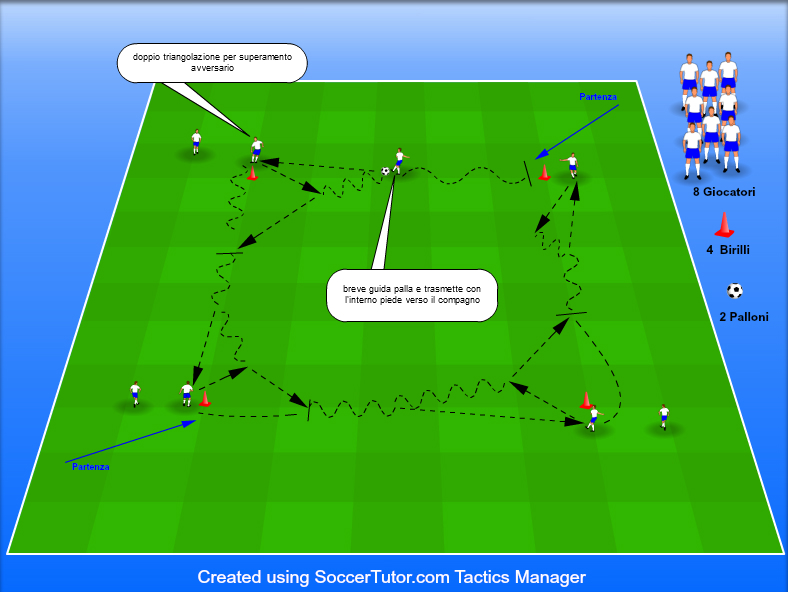 doppio triangolazione per superamento
avversario
Partenza
8 Giocatori
4 Birilli
breve guida palla e trasmette con
l'interno piede verso il compagno
2 Palloni
Partenza
Created using SoccerTutor.com Tactics Manager